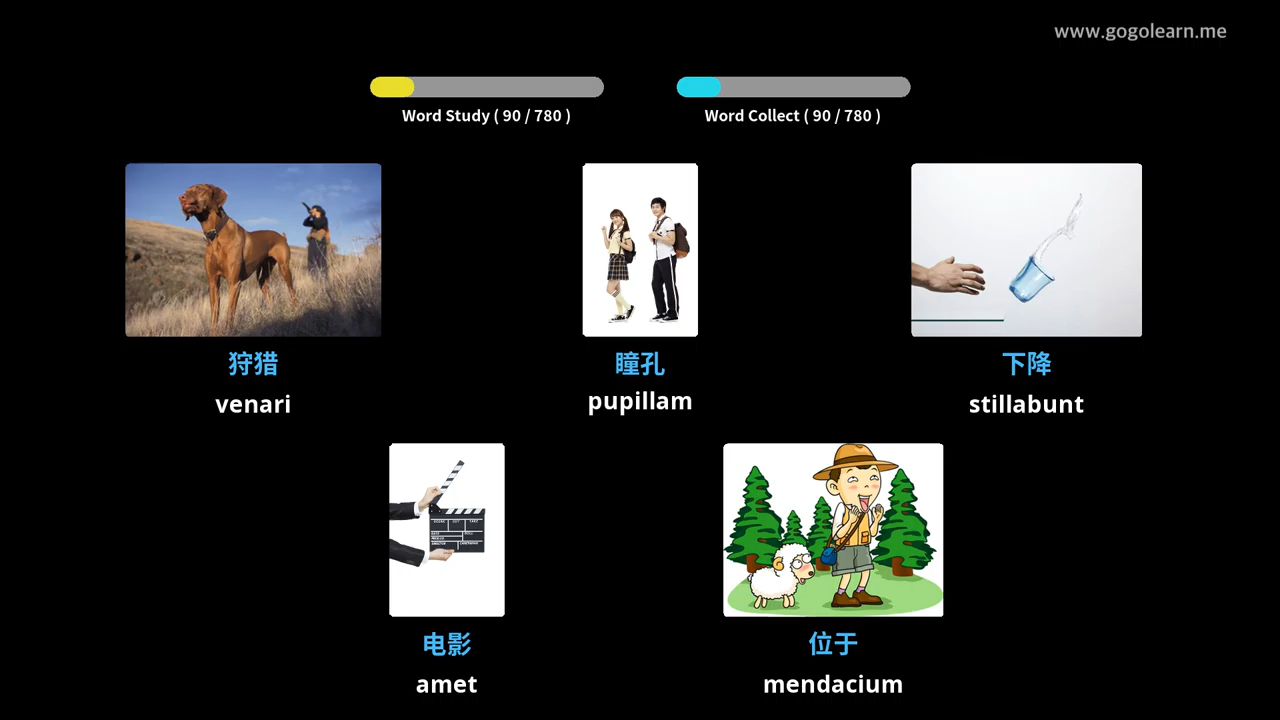 www.gogolearn.me
Word Study ( 90 / 780 )
Word Collect ( 90 / 780 )
狩猎
venari
瞳孔
pupillam
下降
stillabunt
电影
amet
位于
mendacium